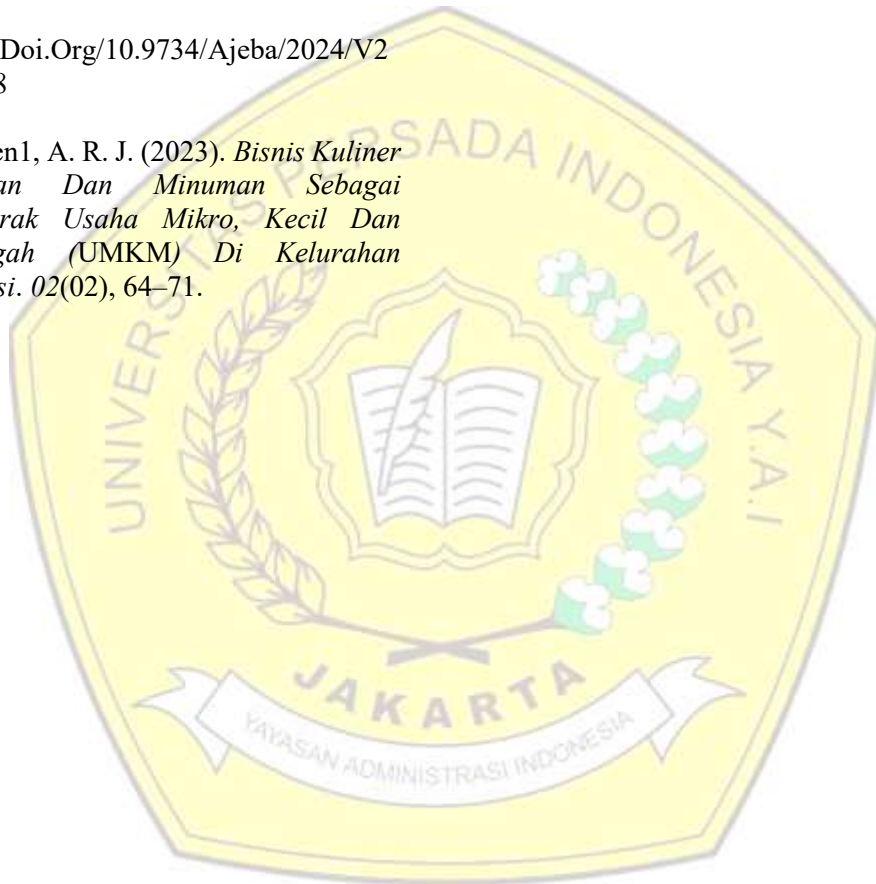 Doi.Org/10.9734/Ajeba/2024/V2
8
en1, A. R. J. (2023). Bisnis Kuliner
an Dan Minuman Sebagai
rak Usaha Mikro, Kecil Dan
gah (UMKM) Di Kelurahan
si. 02(02), 64–71.
UNIVERSITAS PERSADA INDONESIA Y.A.I
JAKARTA
YAYASAN ADMINISTRASI INDONESIA